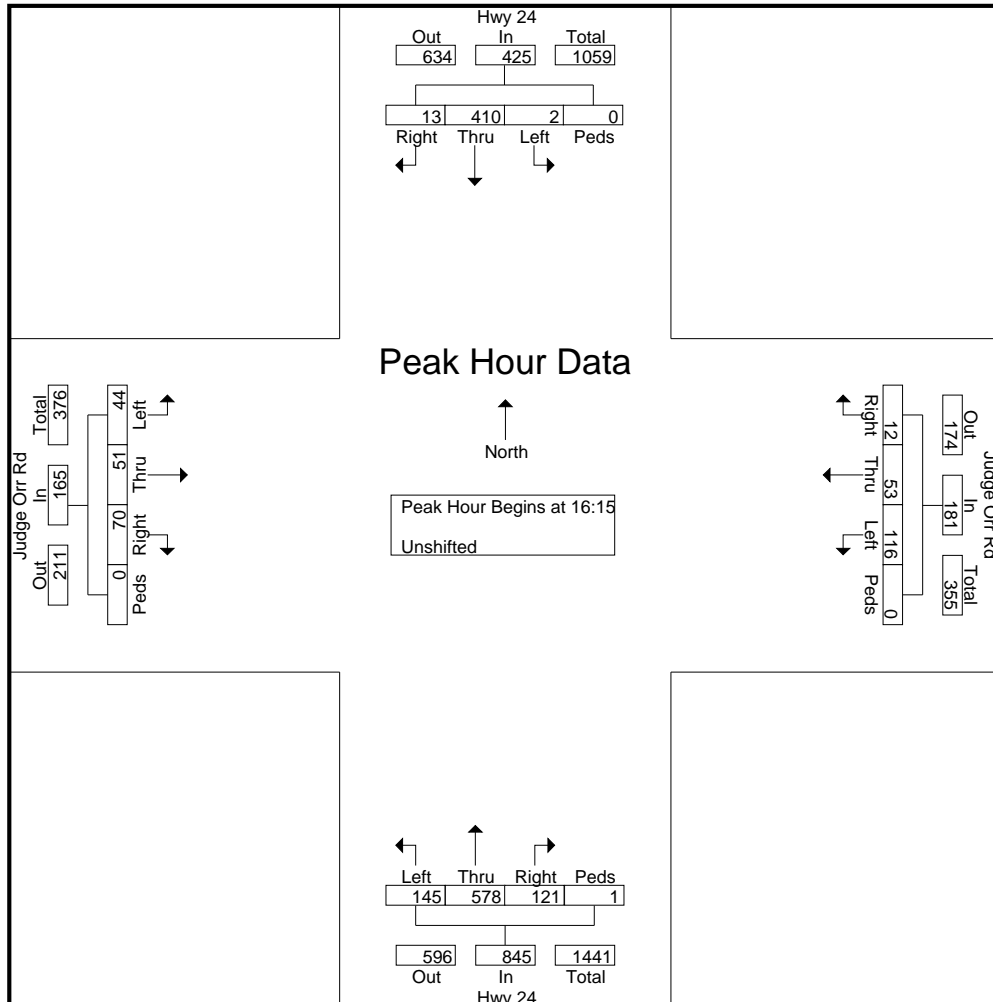 Hwy 24
Out In Total
634 425 1059
13 410 2 0
Right Thru Left Peds
Peak Hour Data
North
Peak Hour Begins at 16:15
Unshifted
Judge Orr Rd
Total In Out
376 165 211
44 51 70 0
Left Thru Right Peds
Judge Orr Rd
Out In Total
174 181 355
12 53 116 0
Right Thru Left Peds
Left Thru Right Peds
145 578 121 1
596 845 1441
Out In Total
Hwy 24